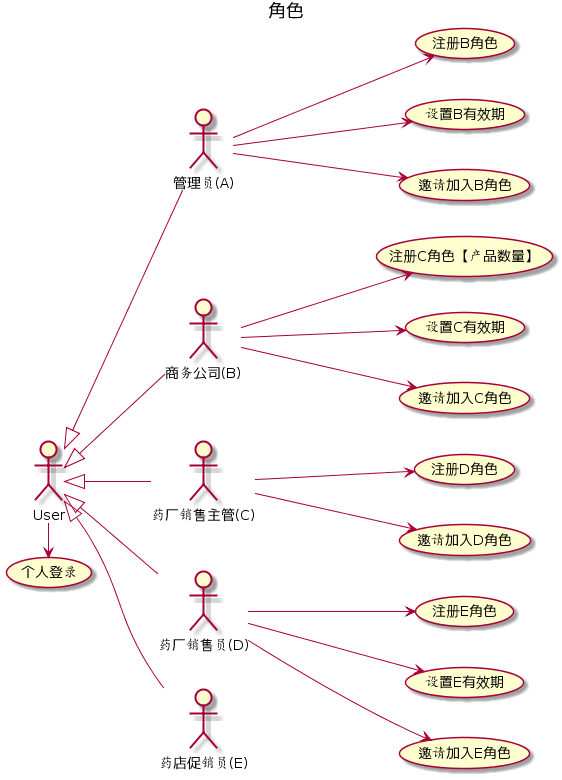 角色
注册B角色
设置B有效期
邀请加入B角色
管理员(A)
注册C角色【产品数量】
设置C有效期
邀请加入C角色
商务公司(B)
注册D角色
邀请加入D角色
药厂销售主管(C)
User
个人登录
注册E角色
设置E有效期
邀请加入E角色
药厂销售员(D)
药店促销员(E)